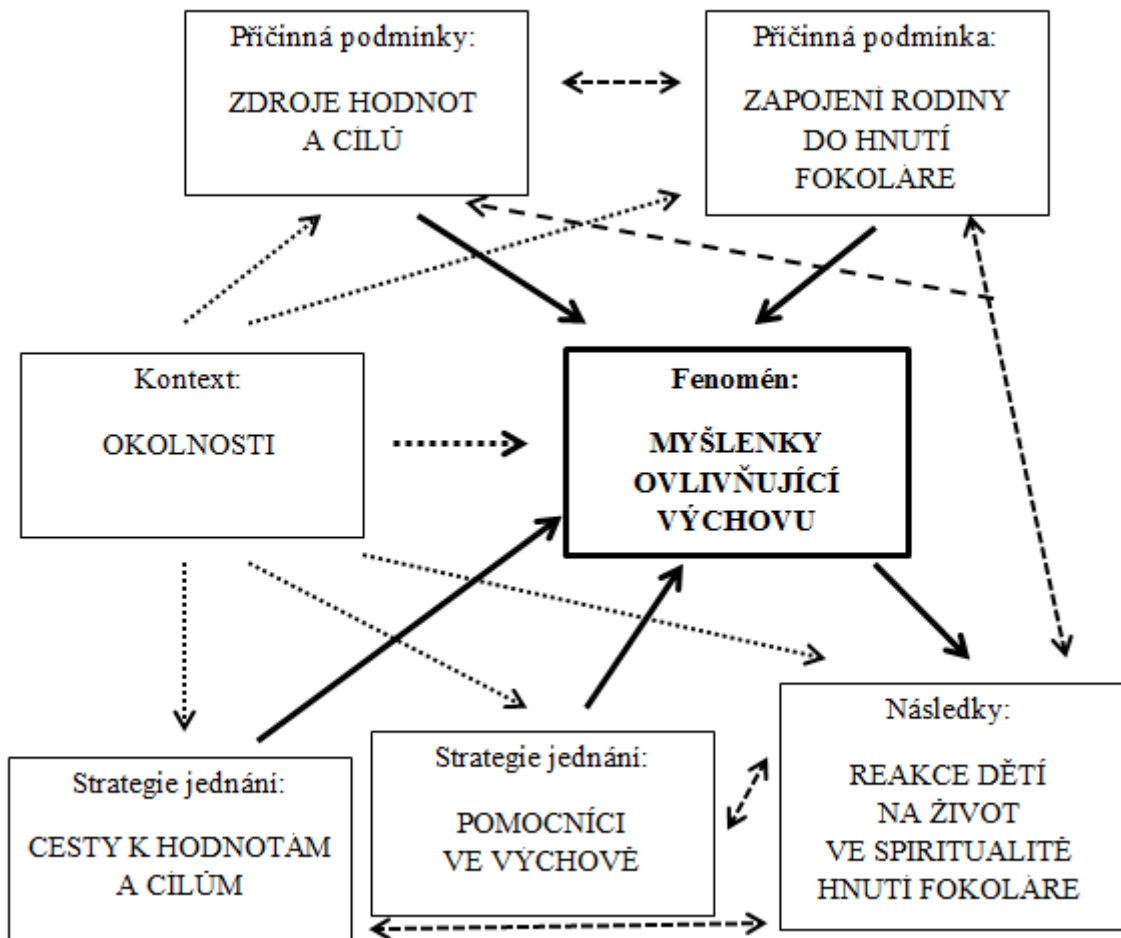 Příčinná podmínky:
ZDROJE HODNOT
A CÍLŮ
Příčinná podmínka:
ZAPOJENÍ RODINY
DO HNUTÍ
FOKOLÁRE
Kontext:
OKOLNOSTI
Fenomén:
MYŠLENKY
OVLIVŇUJÍCÍ
VÝCHOVU
Strategie jednání:
CESTY K HODNOTÁM
A CÍLŮM
Strategie jednání:
POMOCNÍCI
VE VÝCHOVĚ
Následky:
REAKCE DĚTÍ
NA ŽIVOT
VE SPIRITUALITĚ
HNUTÍ FOKOLÁRE